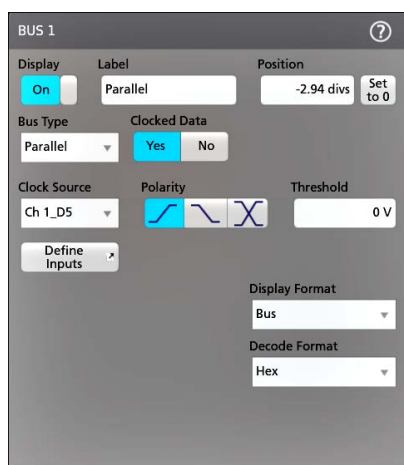 BUS 1
?
Display Label Position
On Parallel -2.94 divs Set
to 0
Bus Type Clocked Data
Parallel Yes No
Clock Source Polarity Threshold
Ch 1_D5 0 V
Define
Inputs
Display Format
Bus
Decode Format
Hex